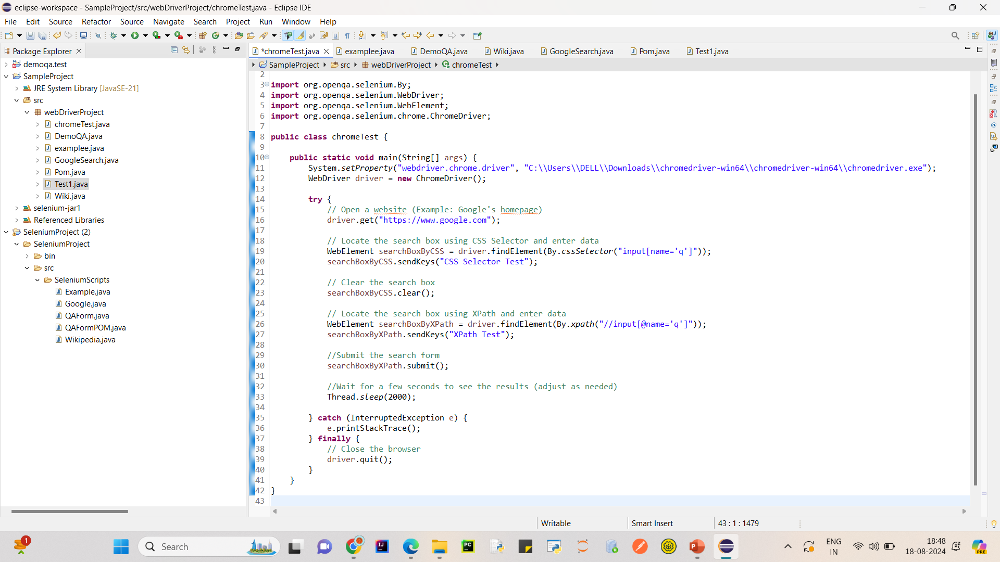 eclipse-workspace - SampleProject/src/webDriverProject/chromeTest.java - Eclipse IDE
File Edit Source Refactor Source Navigate Search Project Run Window Help
Package Explorer
demoqa.test
SampleProject
JRE System Library [JavaSE-21]
src
webDriverProject
chromeTest.java
DemoQA.java
examplee.java
GoogleSearch.java
Pom.java
Test1.java
Wiki.java
selenium-jar1
Referenced Libraries
SeleniumProject (2)
SeleniumProject
bin
src
SeleniumScripts
Example.java
Google.java
QAForm.java
QAFormPOM.java
Wikipedia.java
*chromeTest.java examplee.java DemoQA.java Wiki.java GoogleSearch.java Pom.java Test1.java
SampleProject src webDriverProject chromeTest
2
3 import org.openqa.selenium.By;
4 import org.openqa.selenium.WebDriver;
5 import org.openqa.selenium.WebElement;
6 import org.openqa.selenium.chrome.ChromeDriver;
7
8 public class chromeTest {
9
10 public static void main(String[] args) {
11 System.setProperty("webdriver.chrome.driver", "C:\\Users\\DELL\\Downloads\\chromedriver-win64\\chromedriver-win64\\chromedriver.exe");
12 WebDriver driver = new ChromeDriver();
13
14 try {
15 // Open a website (Example: Google's homepage)
16 driver.get("https://www.google.com");
17
18 // Locate the search box using CSS Selector and enter data
19 WebElement searchBoxByCSS = driver.findElement(By.cssSelector("input[name='q']"));
20 searchBoxByCSS.sendKeys("CSS Selector Test");
21
22 // Clear the search box
23 searchBoxByCSS.clear();
24
25 // Locate the search box using XPath and enter data
26 WebElement searchBoxByXPath = driver.findElement(By.xpath("//input[@name='q']"));
27 searchBoxByXPath.sendKeys("XPath Test");
28
29 //Submit the search form
30 searchBoxByXPath.submit();
31
32 //Wait for a few seconds to see the results (adjust as needed)
33 Thread.sleep(2000);
34
35 } catch (InterruptedException e) {
36 e.printStackTrace();
37 } finally {
38 // Close the browser
39 driver.quit();
40 }
41 }
42 }
43
Writable Smart Insert 43 : 1 : 1479
1
Search
IJ
PC
P
ENG
IN
18:48
18-08-2024
PRE